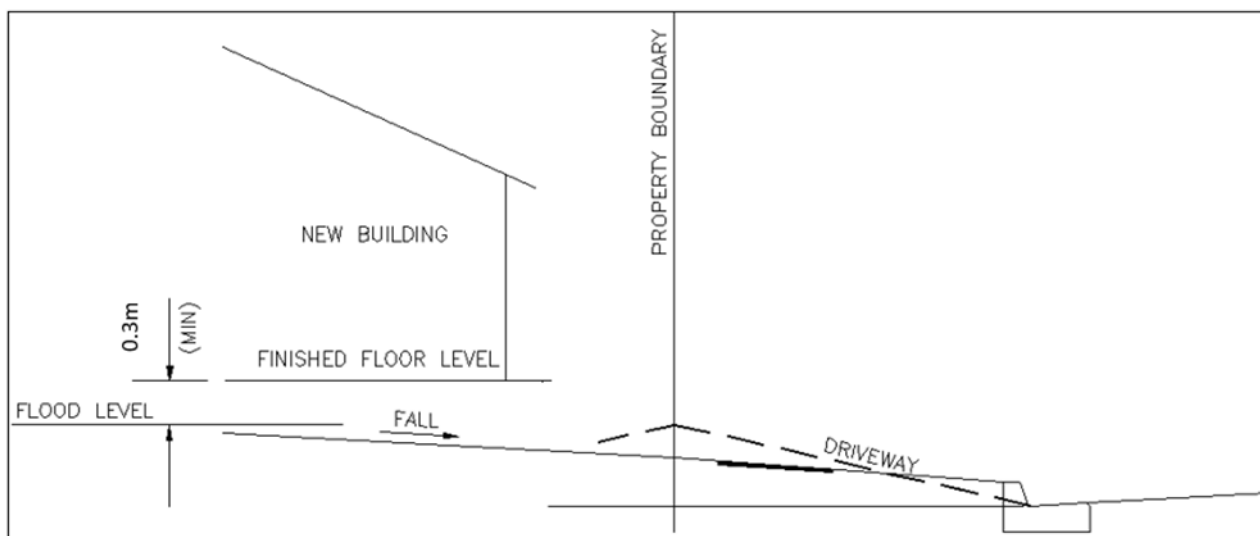 PROPERTY BOUNDARY
NEW BUILDING
0.3m
(MIN)
FINISHED FLOOR LEVEL
FLOOD LEVEL
FALL
DRIVEWAY